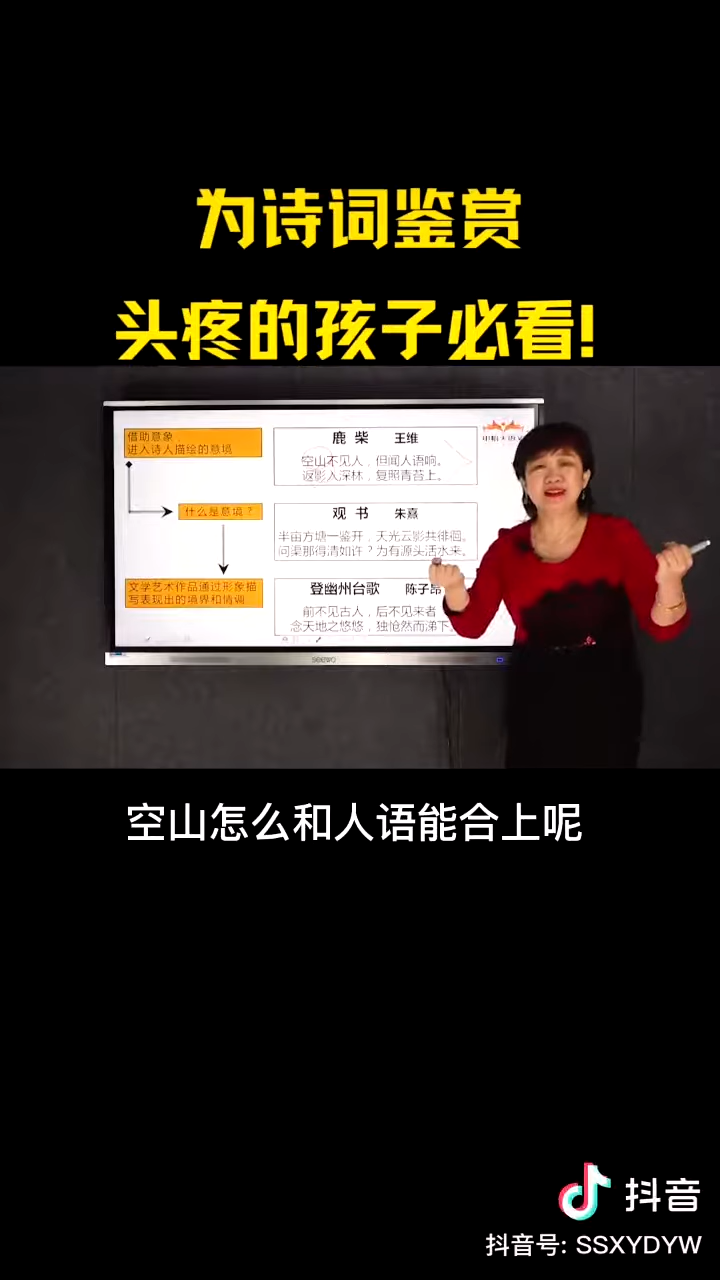 为诗词鉴赏
头疼的孩子必看!
借助意象，
进入诗人描绘的意境
什么是意境？
文学艺术作品通过形象描
写表现出的境界和情调
鹿 柴 王维
空山不见人，但闻人语响。
返影入深林，复照青苔上。
观 书 朱熹
半亩方塘一鉴开，天光云影共徘徊。
问渠那得清如许？为有源头活水来。
登幽州台歌 陈子昂
前不见古人，后不见来者
念天地之悠悠，独怆然而涕下
空山怎么和人语能合上呢
抖音
抖音号: SSXYDYW